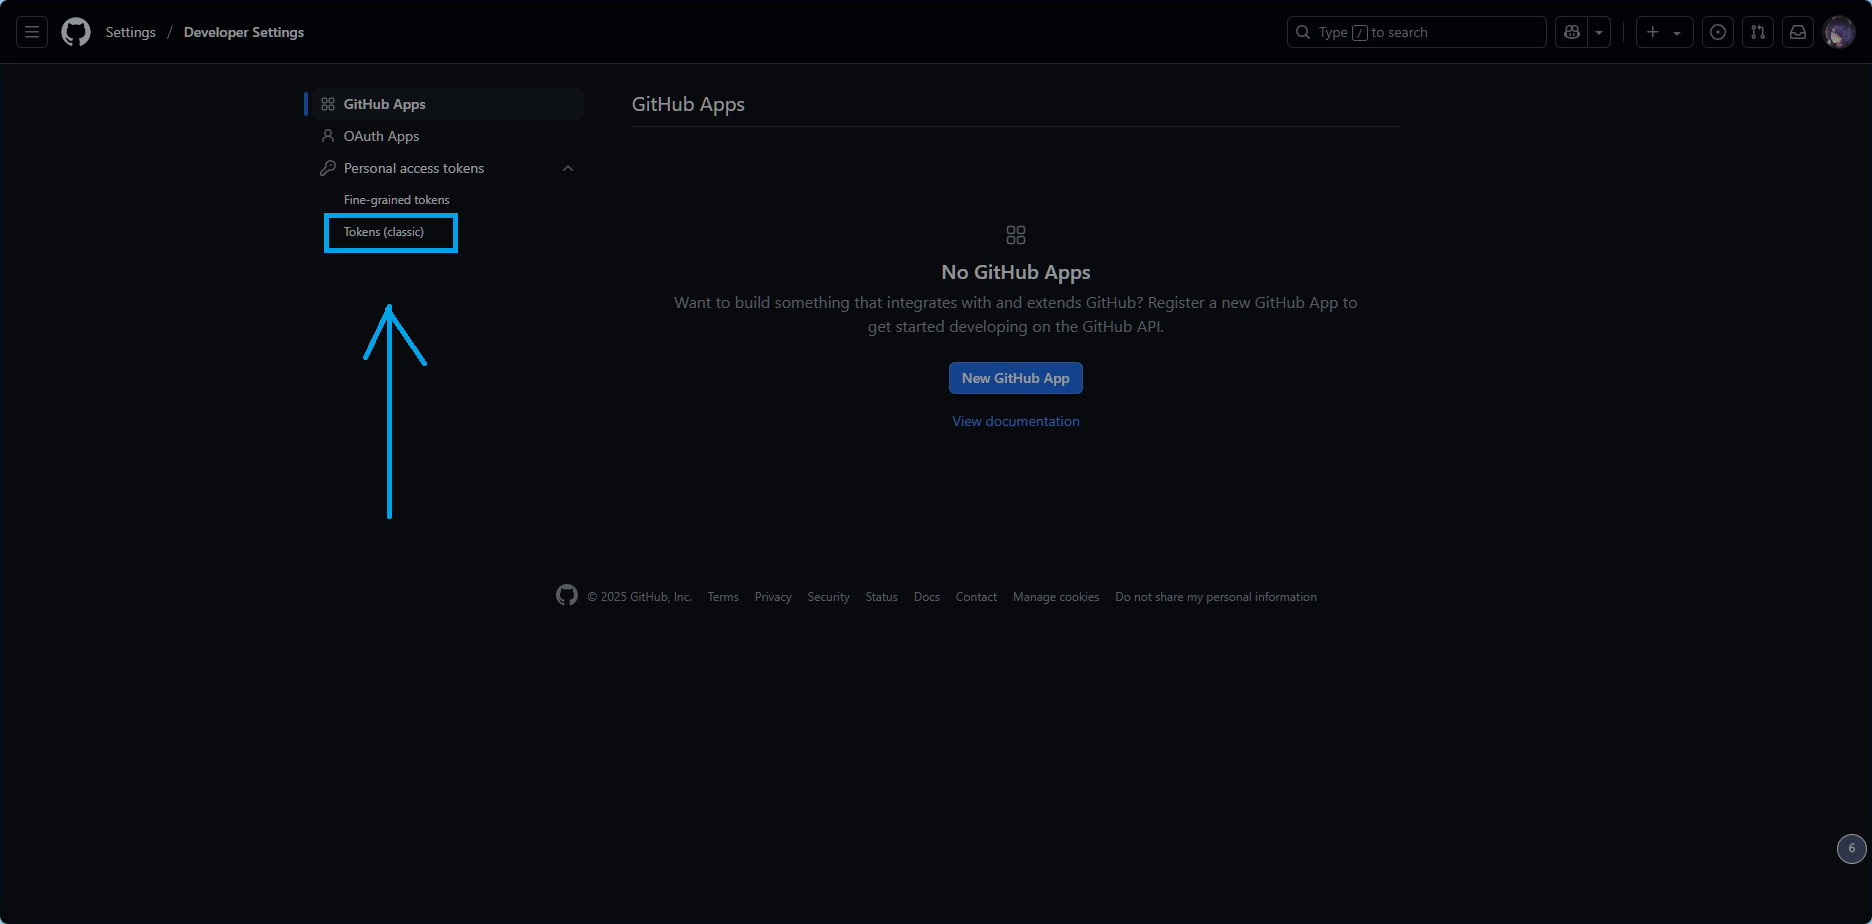 Settings / Developer Settings
Type / to search
GitHub Apps
OAuth Apps
Personal access tokens
Fine-grained tokens
Tokens (classic)
GitHub Apps
No GitHub Apps
Want to build something that integrates with and extends GitHub? Register a new GitHub App to
get started developing on the GitHub API.
New GitHub App
View documentation
© 2025 GitHub, Inc. Terms Privacy Security Status Docs Contact Manage cookies Do not share my personal information
6